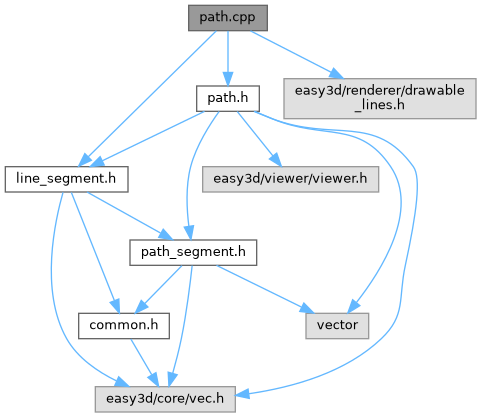 path.cpp
path.h
easy3d/renderer/drawable
_lines.h
line_segment.h
easy3d/viewer/viewer.h
path_segment.h
common.h
vector
easy3d/core/vec.h